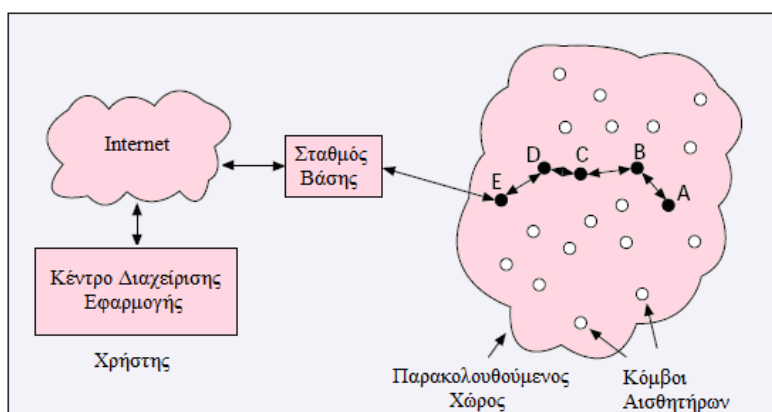 Internet
Σταθμός
Βάσης
D
C
B
E
A
Κέντρο Διαχείρισης
Εφαρμογής
Χρήστης
Παρακολουθούμενος
Χώρος
Κόμβοι
Αισθητήρων